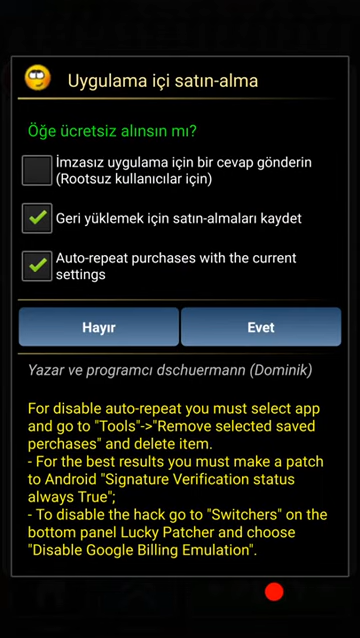 Uygulama içi satın-alma
Öğe ücretsiz alınsın mı?
İmzasız uygulama için bir cevap gönderin
(Rootsuz kullanıcılar için)
Geri yüklemek için satın-almaları kaydet
Auto-repeat purchases with the current
settings
Hayır
Evet
Yazar ve programcı dschuermann (Dominik)
For disable auto-repeat you must select app
and go to "Tools"->"Remove selected saved
perchases" and delete item.
- For the best results you must make a patch
to Android "Signature Verification status
always True";
- To disable the hack go to "Switchers" on the
bottom panel Lucky Patcher and choose
"Disable Google Billing Emulation".